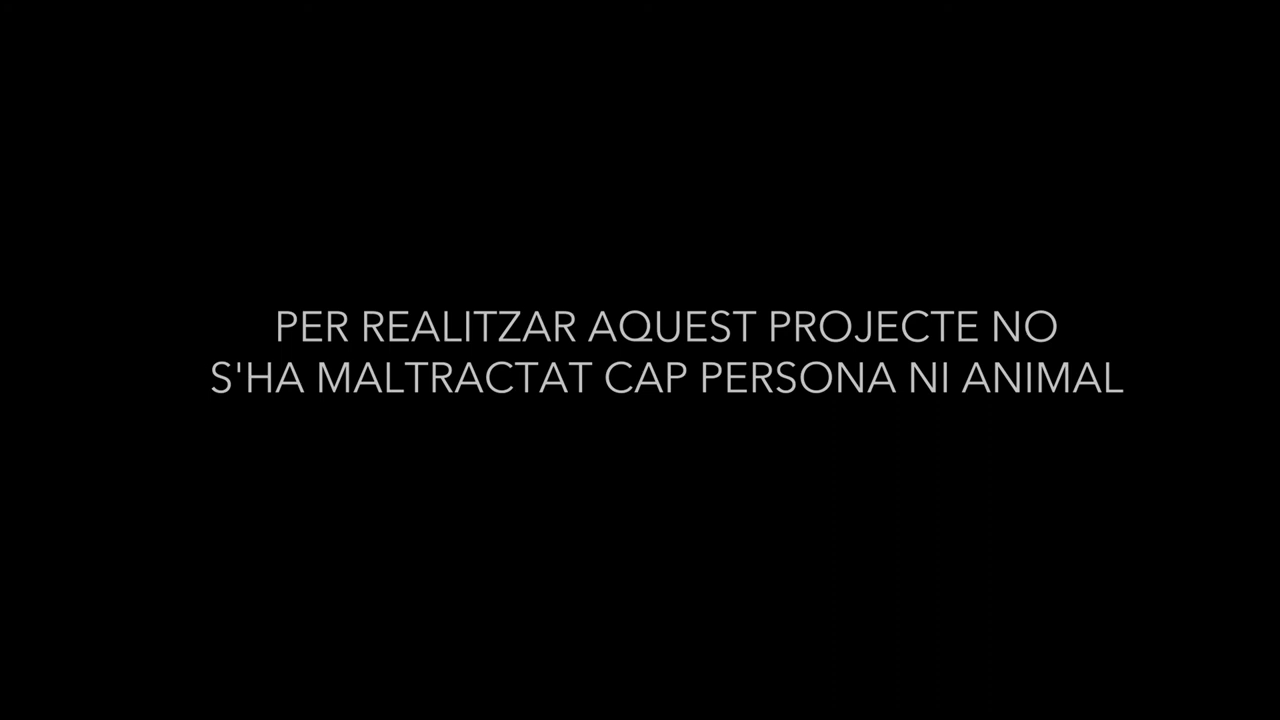 PER REALITZAR AQUEST PROJECTE NO
S'HA MALTRACTAT CAP PERSONA NI ANIMAL